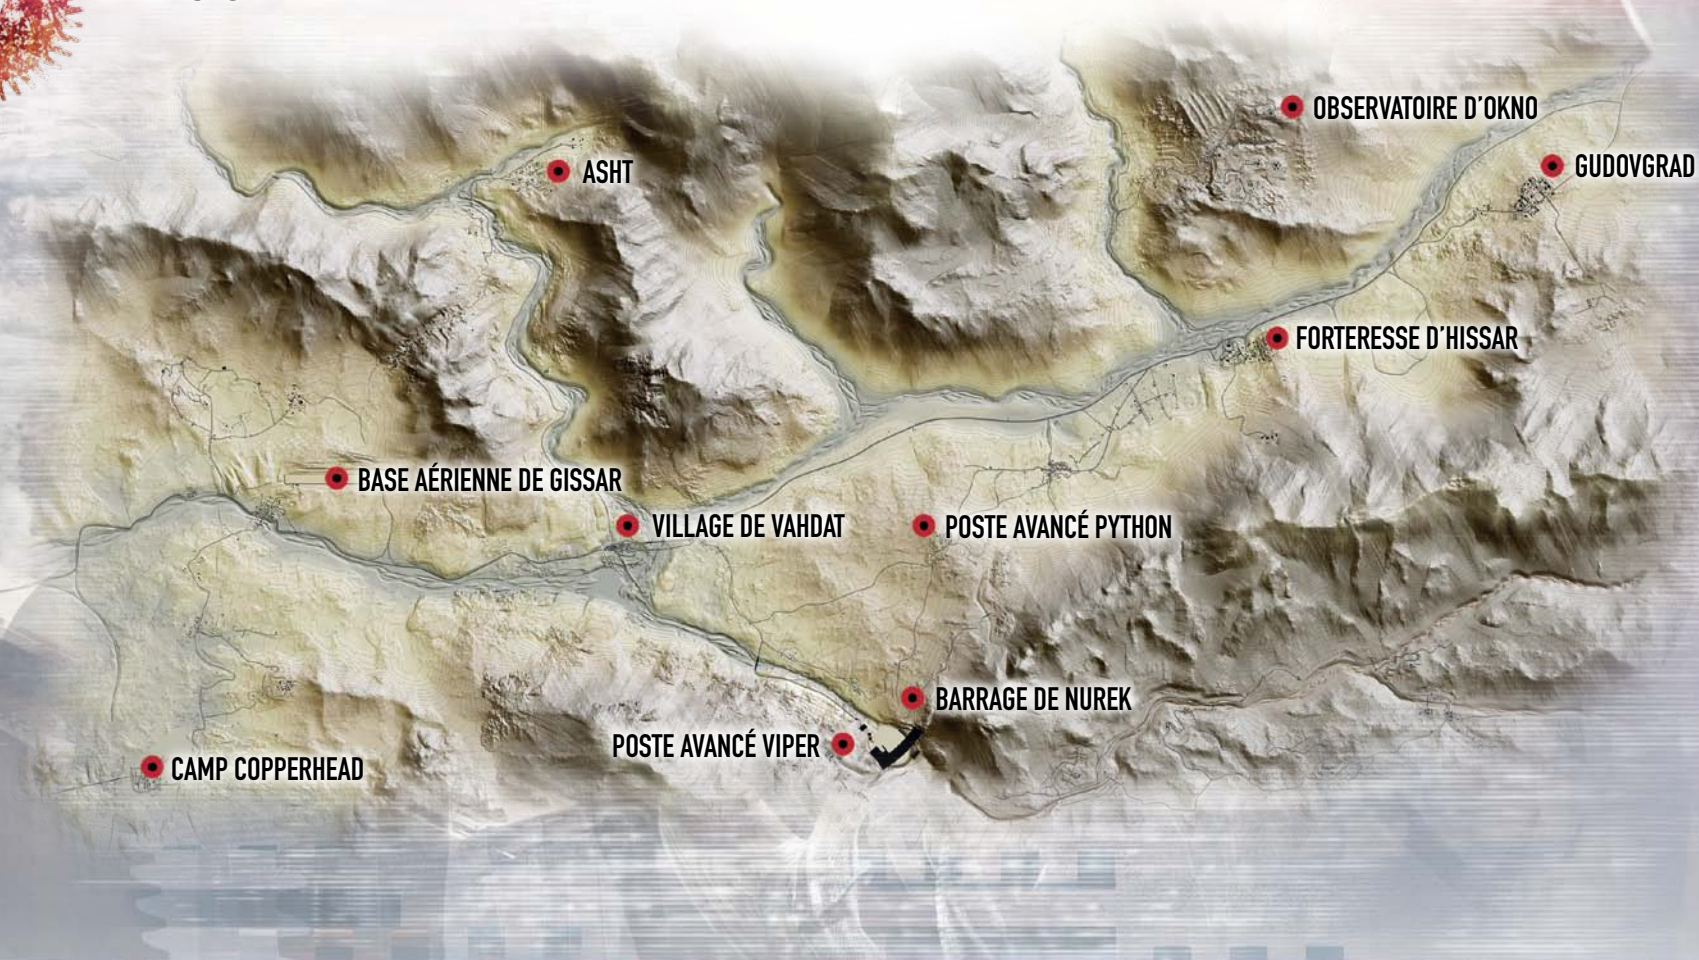 OBSERVATOIRE D'OKNO
GUDOVGRAD
ASHT
FORTERESSE D'HISSAR
BASE AÉRIENNE DE GISSAR
VILLAGE DE VAHDAT
POSTE AVANCÉ PYTHON
BARRAGE DE NUREK
POSTE AVANCÉ VIPER
CAMP COPPERHEAD